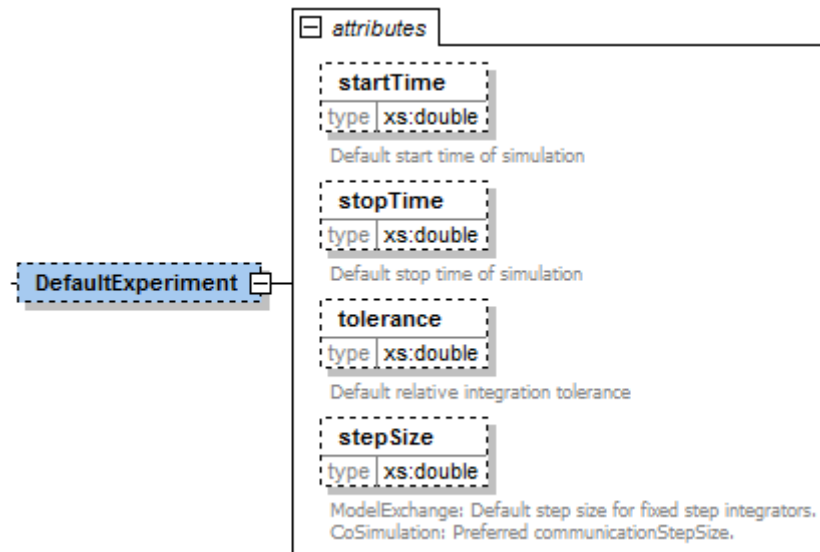 attributes
startTime
type xs:double
Default start time of simulation
stopTime
type xs:double
Default stop time of simulation
DefaultExperiment
tolerance
type xs:double
Default relative integration tolerance
stepSize
type xs:double
ModelExchange: Default step size for fixed step integrators.
CoSimulation: Preferred communicationStepSize.